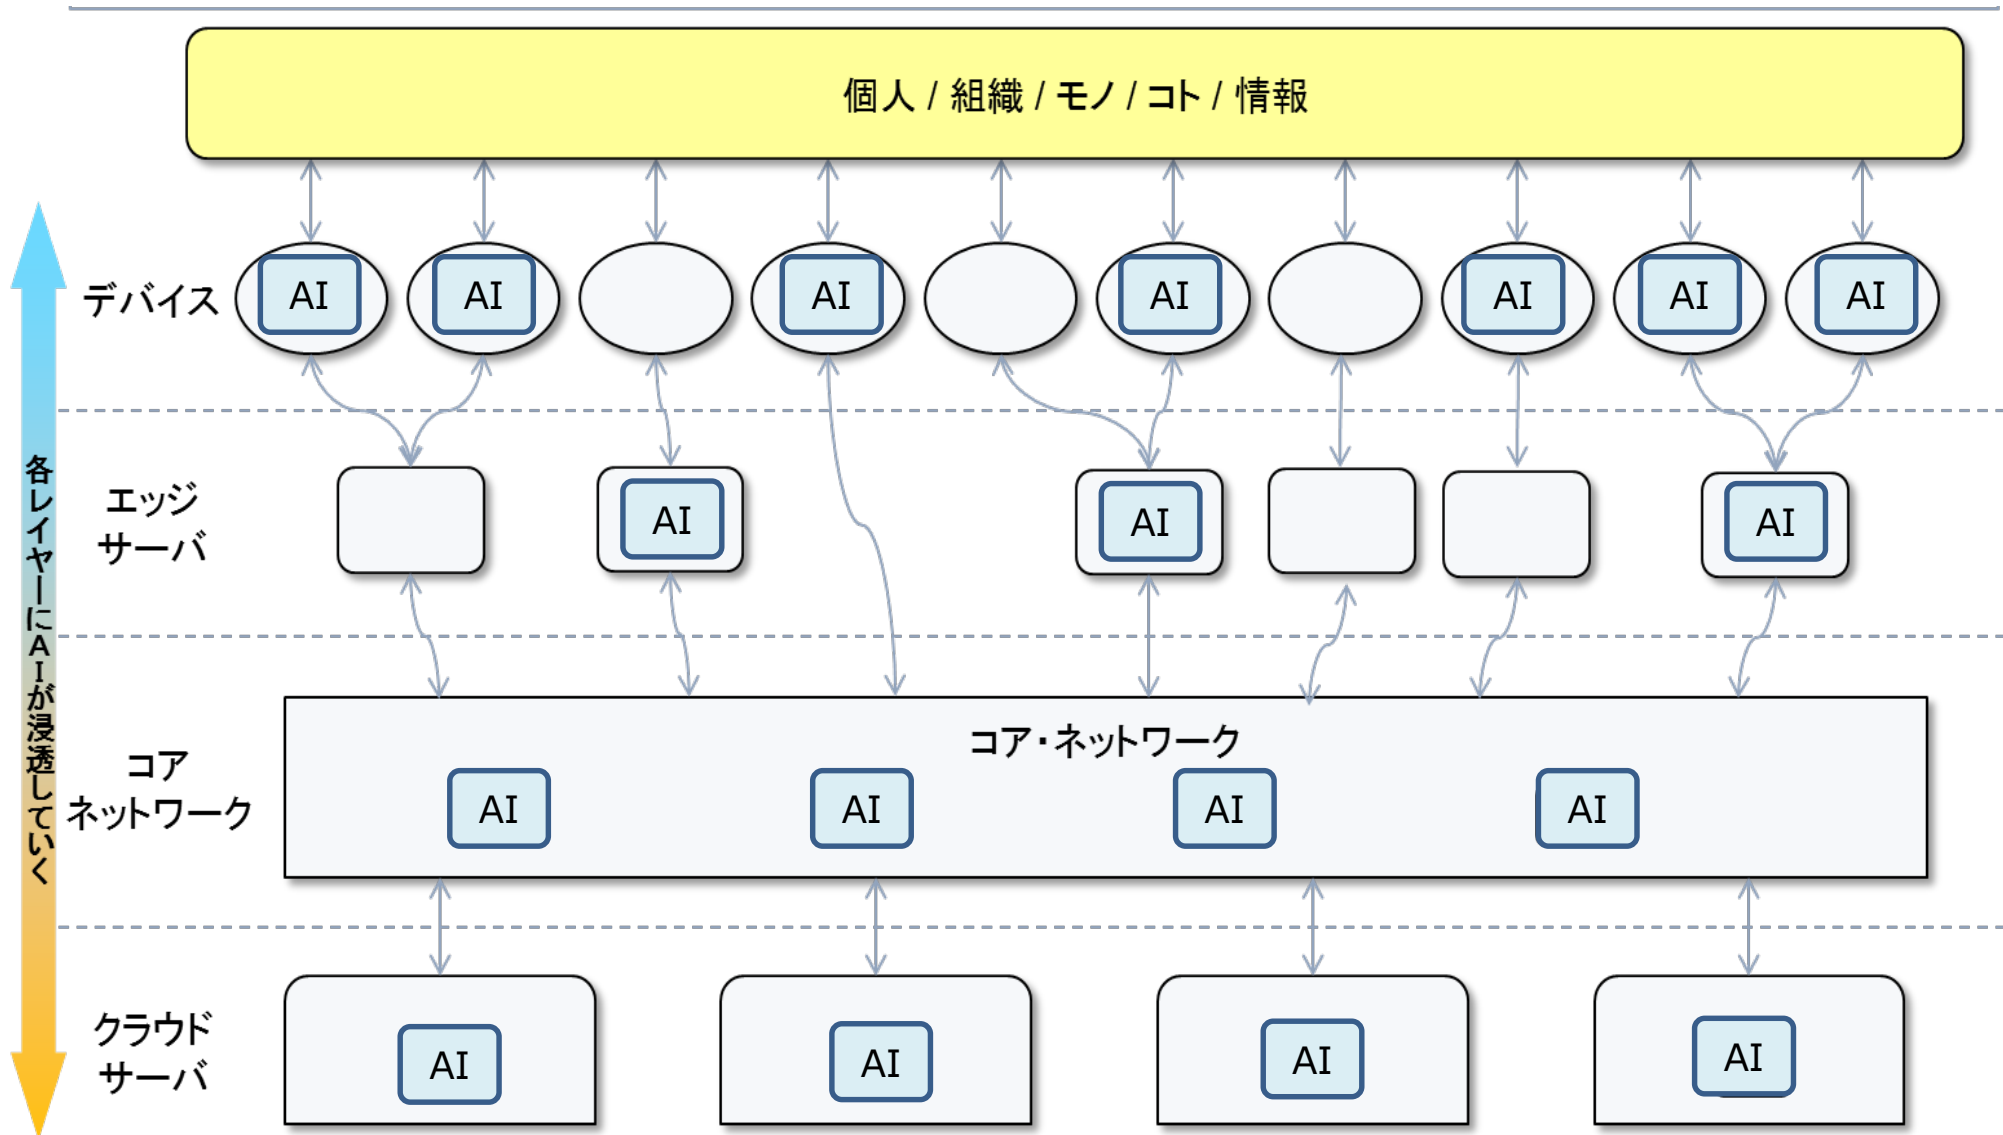 個人 / 組織 / モノ / コト / 情報
各レイヤーにAIが浸透していく
デバイス
AI
AI
AI
AI
AI
AI
AI
エッジ
サーバ
AI
AI
AI
コア・ネットワーク
コア
ネットワーク
AI
AI
AI
AI
クラウド
サーバ
AI
AI
AI
AI